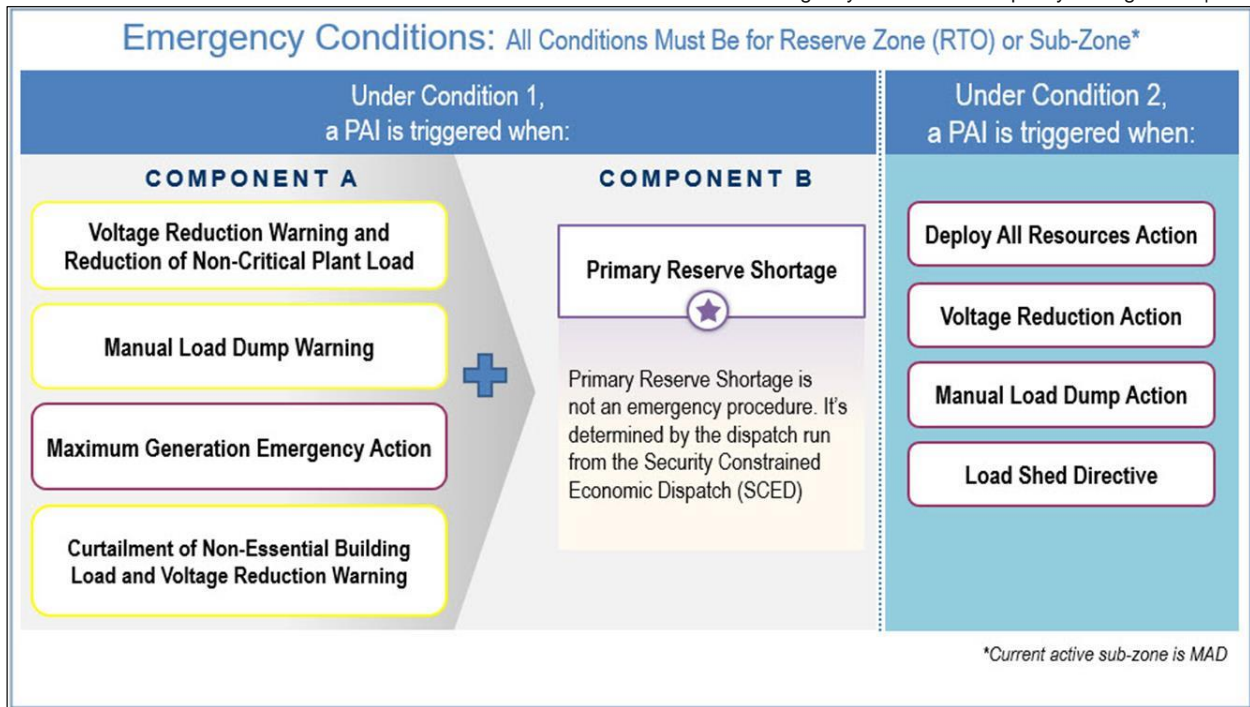 Emergency Conditions: All Conditions Must Be for Reserve Zone (RTO) or Sub-Zone*
Under Condition 1,
a PAI is triggered when:
COMPONENT A
Voltage Reduction Warning and
Reduction of Non-Critical Plant Load
Manual Load Dump Warning
Maximum Generation Emergency Action
Curtailment of Non-Essential Building
Load and Voltage Reduction Warning
COMPONENT B
Primary Reserve Shortage
Primary Reserve Shortage is
not an emergency procedure. It's
determined by the dispatch run
from the Security Constrained
Economic Dispatch (SCED)
Under Condition 2,
a PAI is triggered when:
Deploy All Resources Action
Voltage Reduction Action
Manual Load Dump Action
Load Shed Directive
*Current active sub-zone is MAD